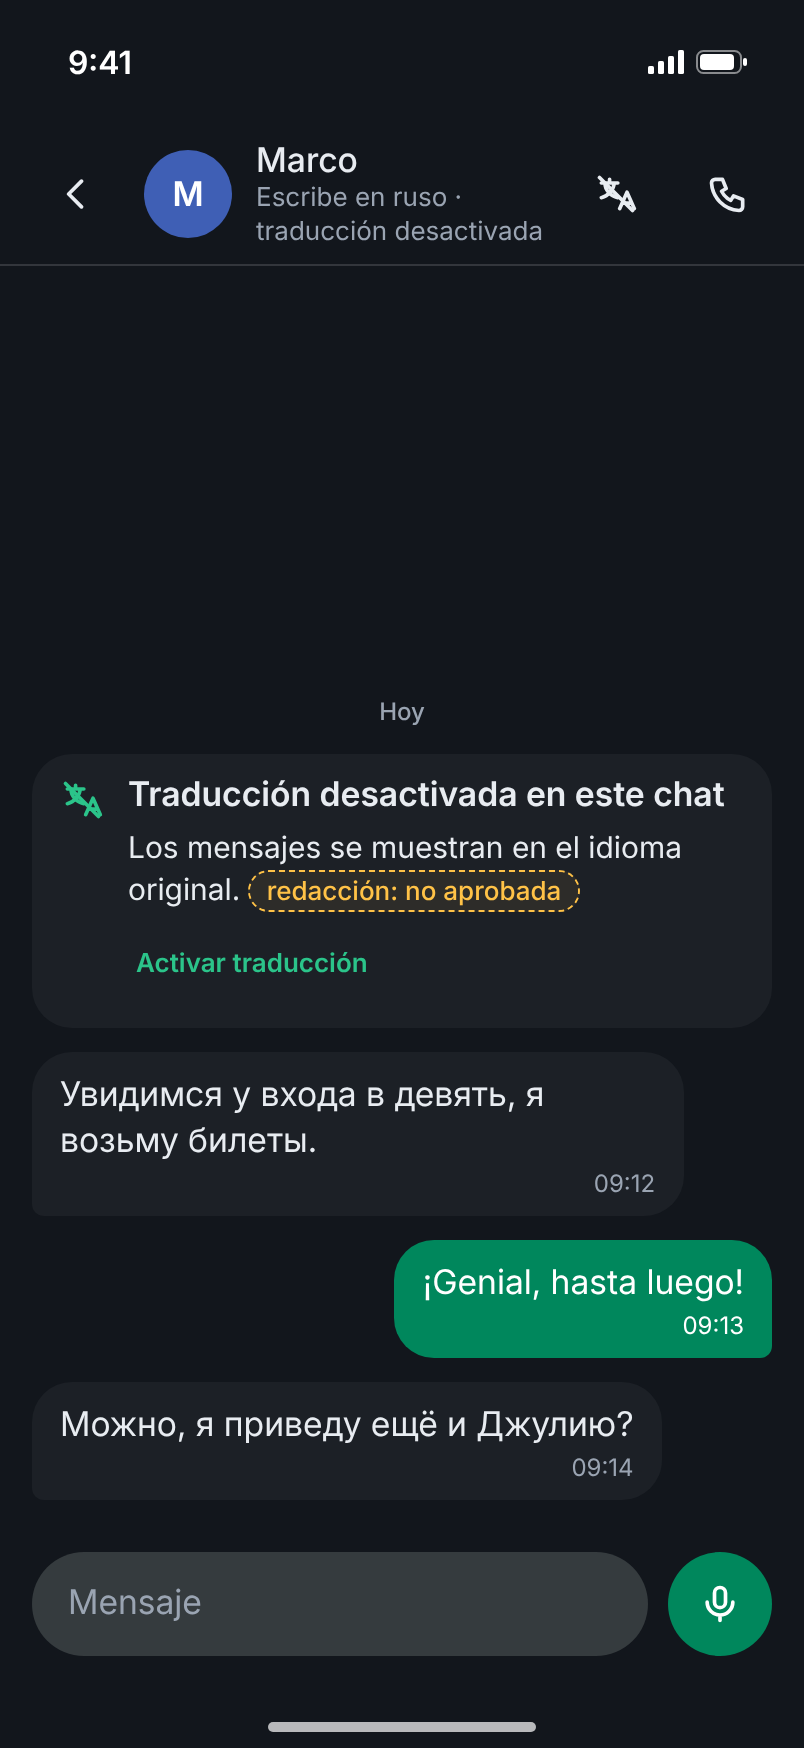 9:41
M
Marco
Escribe en ruso ·
traducción desactivada
Hoy
Traducción desactivada en este chat
Los mensajes se muestran en el idioma
original. redacción: no aprobada
Activar traducción
Увидимся у входа в девять, я
возьму билеты.
09:12
¡Genial, hasta luego!
09:13
Можно, я приведу ещё и Джулию?
09:14
Mensaje